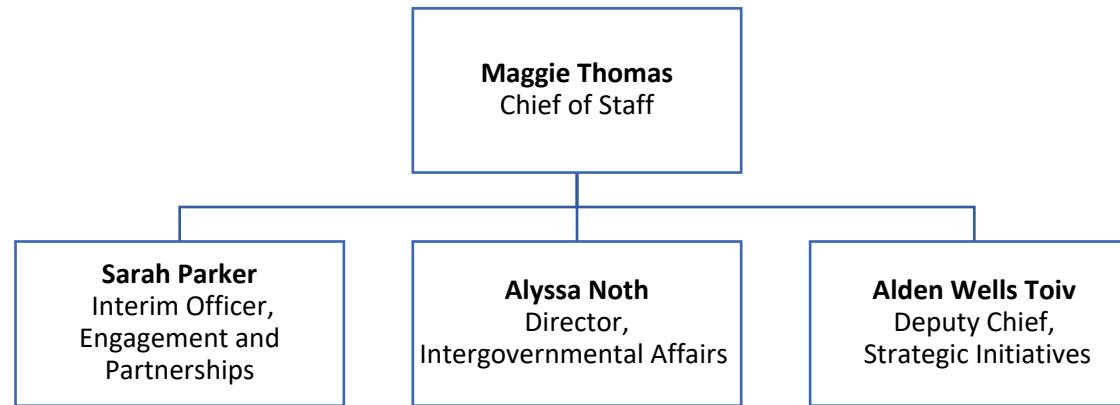 Maggie Thomas
Chief of Staff
Sarah Parker
Interim Officer,
Engagement and
Partnerships
Alyssa Noth
Director,
Intergovernmental Affairs
Alden Wells Toiv
Deputy Chief,
Strategic Initiatives